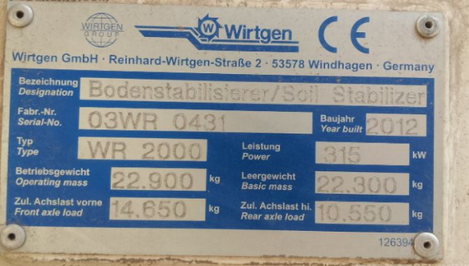 WIRTGEN GROUP W Wirtgen CE
Wirtgen GmbH · Reinhard-Wirtgen-Straße 2 · 53578 Windhagen · Germany
Bezeichnung Bodenstabilisierer/Soil Stabilizer
Designation
Fabr.-Nr. 03WR 0431 Baujahr 2012
Serial-No. Year built
Typ WR 2000 Leistung 315 kW
Type Power
Betriebsgewicht 22.900 kg Leergewicht 22.300 kg
Operating mass Basic mass
Zul. Achslast vorne 14.650 kg Zul. Achslast hi. 10.550 kg
Front axle load Rear axle load
126394